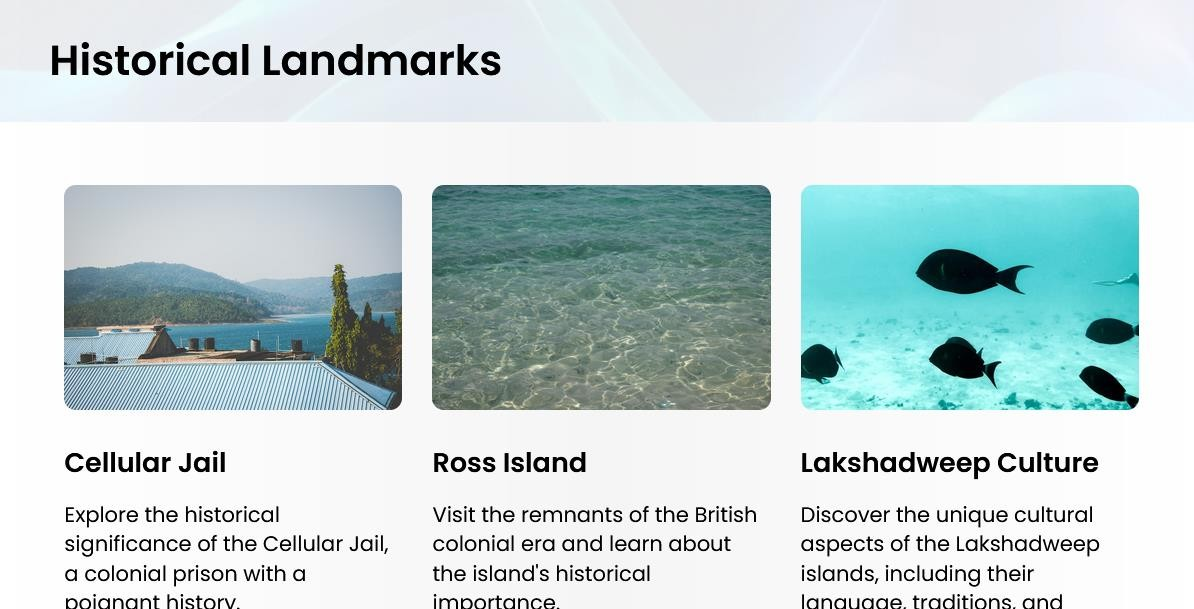 Historical Landmarks
Cellular Jail
Explore the historical
significance of the Cellular Jail,
a colonial prison with a
poignant history.
Ross Island
Visit the remnants of the British
colonial era and learn about
the island's historical
importance.
Lakshadweep Culture
Discover the unique cultural
aspects of the Lakshadweep
islands, including their
language, traditions, and